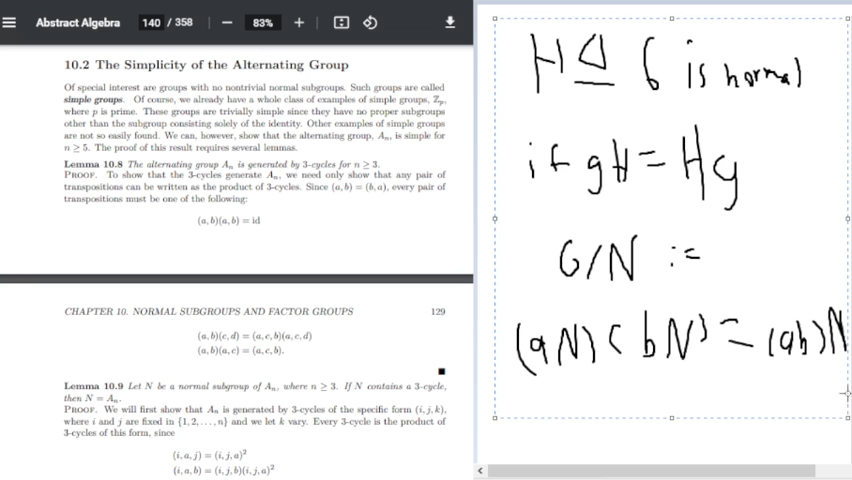 Abstract Algebra 140 / 358 83%
10.2 The Simplicity of the Alternating Group
Of special interest are groups with no nontrivial normal subgroups. Such groups are called
simple groups. Of course, we already have a whole class of examples of simple groups, ℤp,
where p is prime. These groups are trivially simple since they have no proper subgroups
other than the subgroup consisting solely of the identity. Other examples of simple groups
are not so easily found. We can, however, show that the alternating group, An, is simple for
n ≥ 5. The proof of this result requires several lemmas.
Lemma 10.8 The alternating group An is generated by 3-cycles for n ≥ 3.
PROOF. To show that the 3-cycles generate An, we need only show that any pair of
transpositions can be written as the product of 3-cycles. Since (a, b) = (b, a), every pair of
transpositions must be one of the following:
(a, b)(a, b) = id
CHAPTER 10. NORMAL SUBGROUPS AND FACTOR GROUPS 129
(a, b)(c, d) = (a, c, b)(a, c, d)
(a, b)(a, c) = (a, c, b).
Lemma 10.9 Let N be a normal subgroup of An, where n ≥ 3. If N contains a 3-cycle,
then N = An.
PROOF. We will first show that An is generated by 3-cycles of the specific form (i, j, k),
where i and j are fixed in {1, 2, . . . , n} and we let k vary. Every 3-cycle is the product of
3-cycles of this form, since
(i, a, j) = (i, j, a)²
(i, a, b) = (i, j, b)(i, j, a)²
H ⊴ G is normal
if gH = Hg
G/N :=
(aN)(bN) = (ab)N